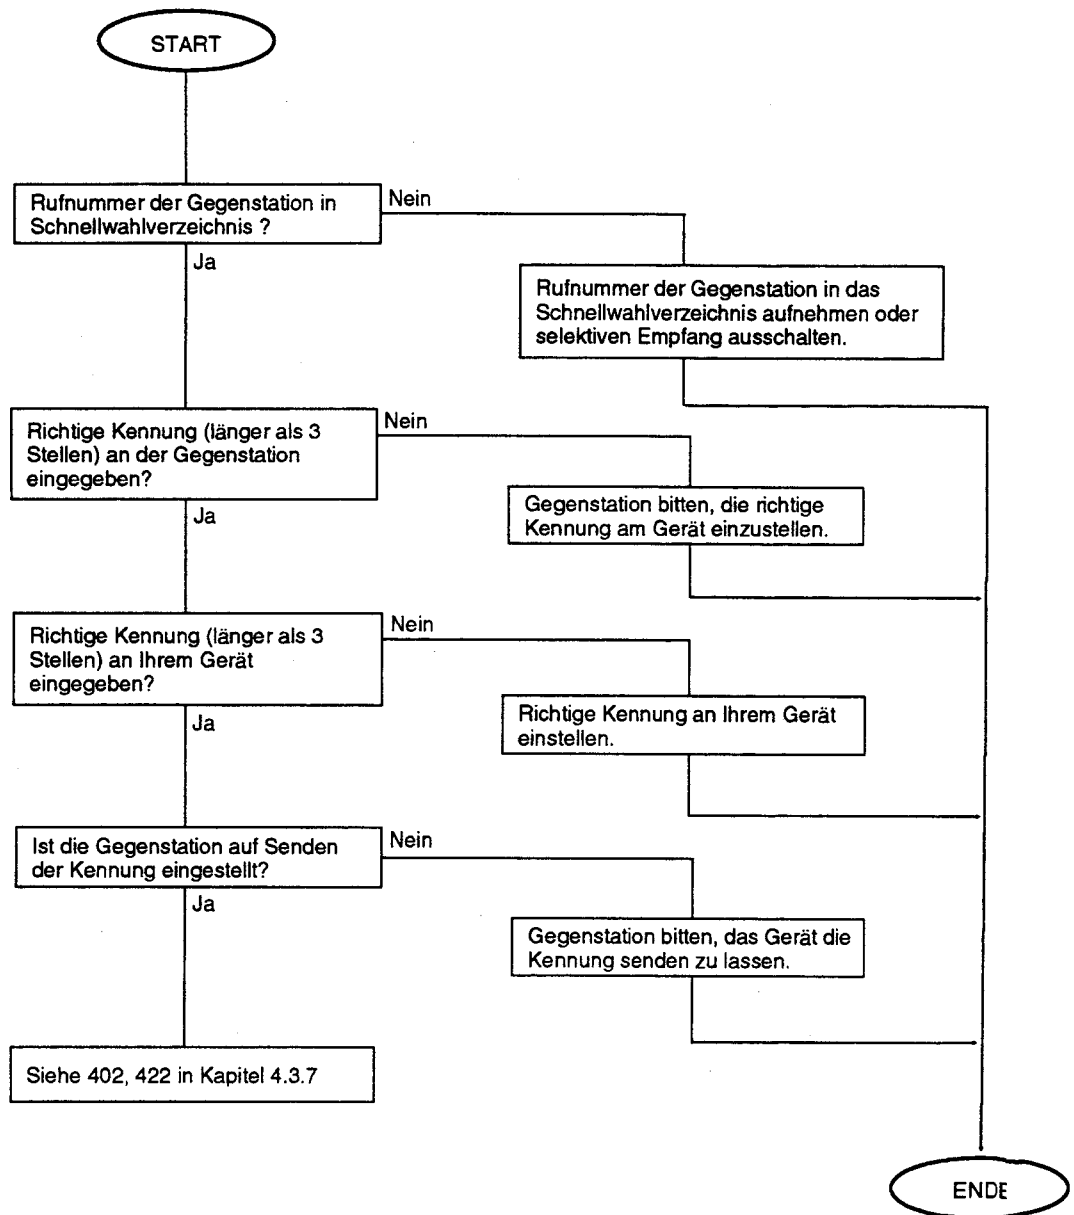 START
Rufnummer der Gegenstation in
Schnellwahlverzeichnis ?
Nein
Ja
Rufnummer der Gegenstation in das
Schnellwahlverzeichnis aufnehmen oder
selektiven Empfang ausschalten.
Richtige Kennung (länger als 3
Stellen) an der Gegenstation
eingegeben?
Nein
Ja
Gegenstation bitten, die richtige
Kennung am Gerät einzustellen.
Richtige Kennung (länger als 3
Stellen) an Ihrem Gerät
eingegeben?
Nein
Ja
Richtige Kennung an Ihrem Gerät
einstellen.
Ist die Gegenstation auf Senden
der Kennung eingestellt?
Nein
Ja
Gegenstation bitten, das Gerät die
Kennung senden zu lassen.
Siehe 402, 422 in Kapitel 4.3.7
ENDE